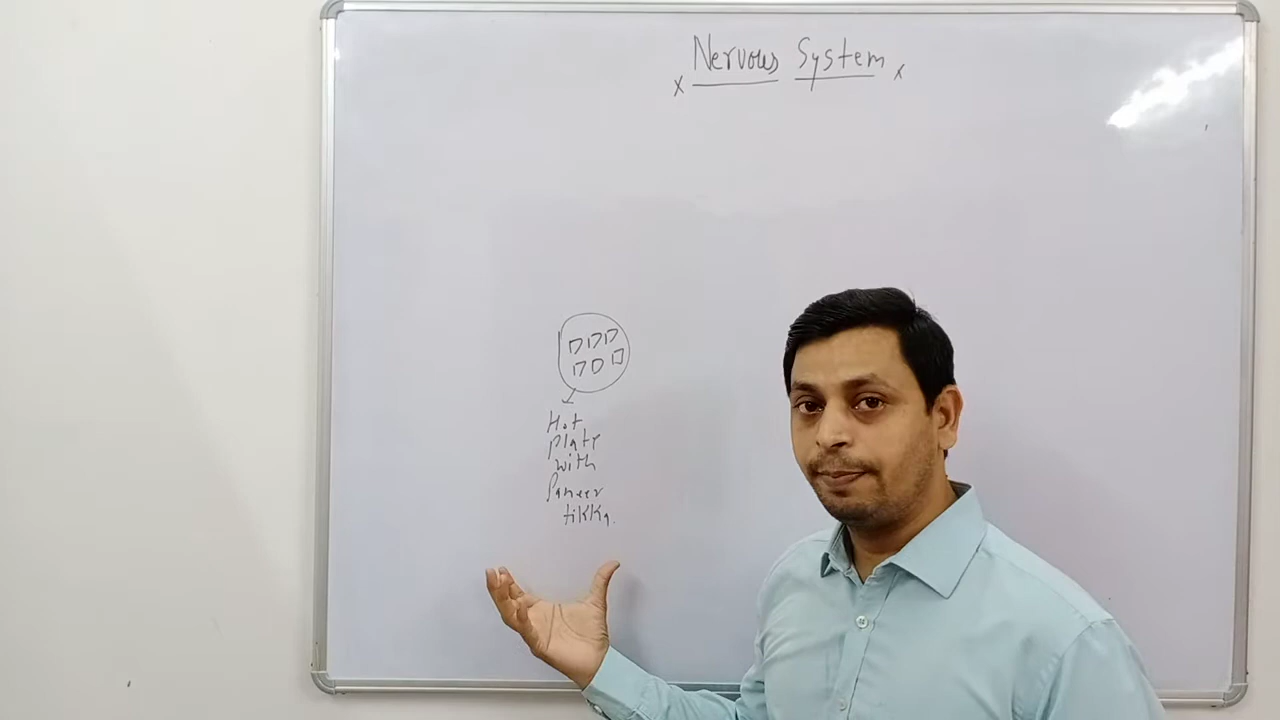 x Nervous System x
Hot
plate
with
Paneer
tikka.